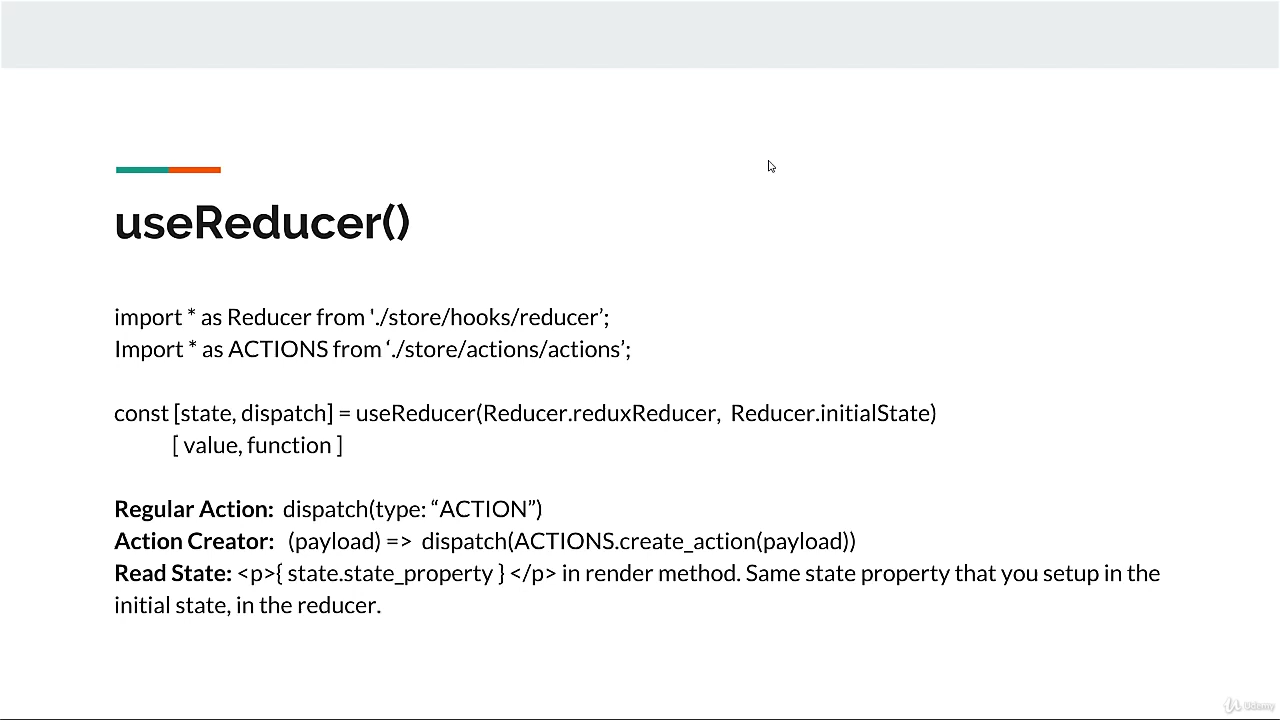 useReducer()
import * as Reducer from './store/hooks/reducer’;
Import * as ACTIONS from ‘./store/actions/actions’;
const [state, dispatch] = useReducer(Reducer.reduxReducer, Reducer.initialState)
[ value, function ]
Regular Action: dispatch(type: “ACTION”)
Action Creator: (payload) => dispatch(ACTIONS.create_action(payload))
Read State: <p>{ state.state_property } </p> in render method. Same state property that you setup in the
initial state, in the reducer.
Udemy